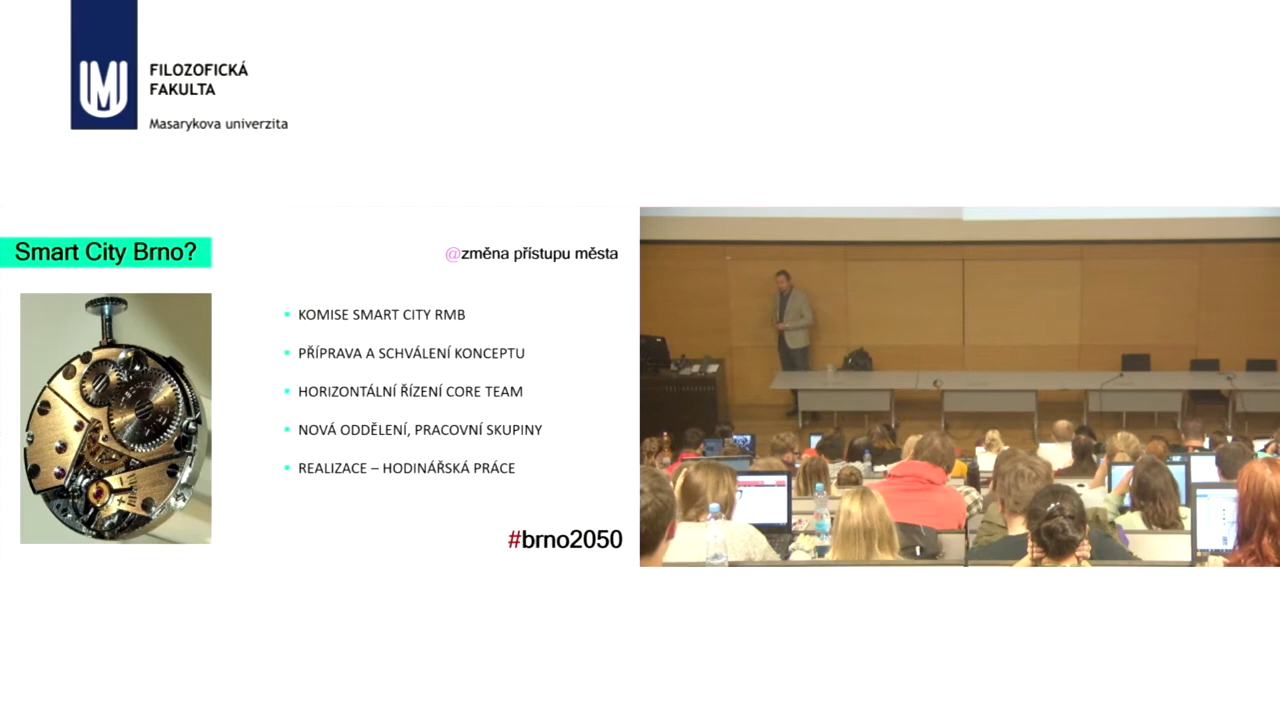 FILOZOFICKÁ
FAKULTA
Masarykova univerzita
Smart City Brno?
@změna přístupu města
KOMISE SMART CITY RMB
PŘÍPRAVA A SCHVÁLENÍ KONCEPTU
HORIZONTÁLNÍ ŘÍZENÍ CORE TEAM
NOVÁ ODDĚLENÍ, PRACOVNÍ SKUPINY
REALIZACE – HODINÁŘSKÁ PRÁCE
#brno2050